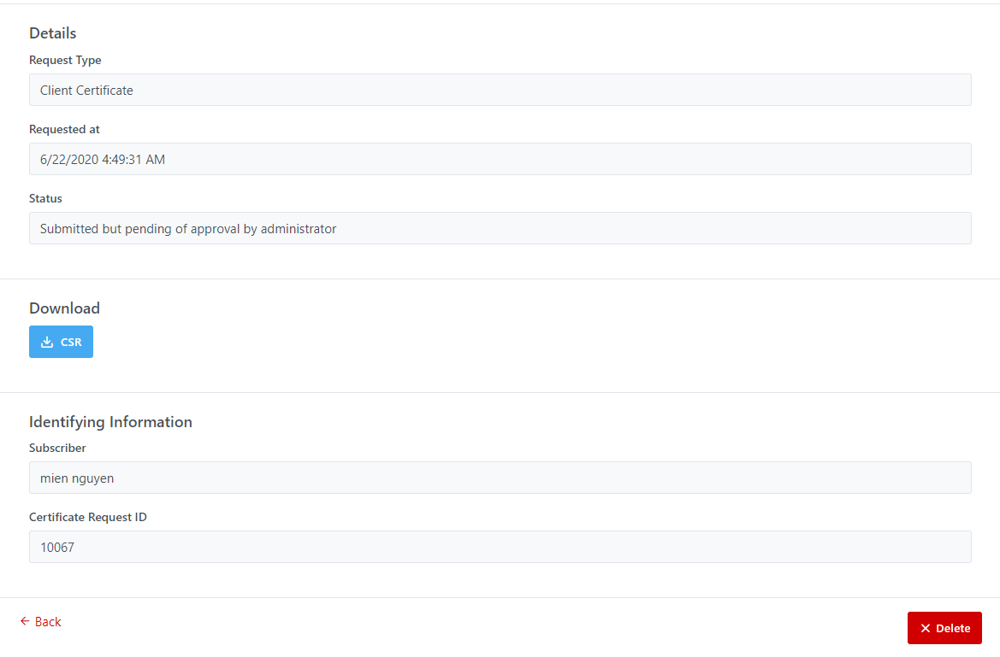 Details
Request Type
Client Certificate
Requested at
6/22/2020 4:49:31 AM
Status
Submitted but pending of approval by administrator
Download
CSR
Identifying Information
Subscriber
mien nguyen
Certificate Request ID
10067
Back
Delete